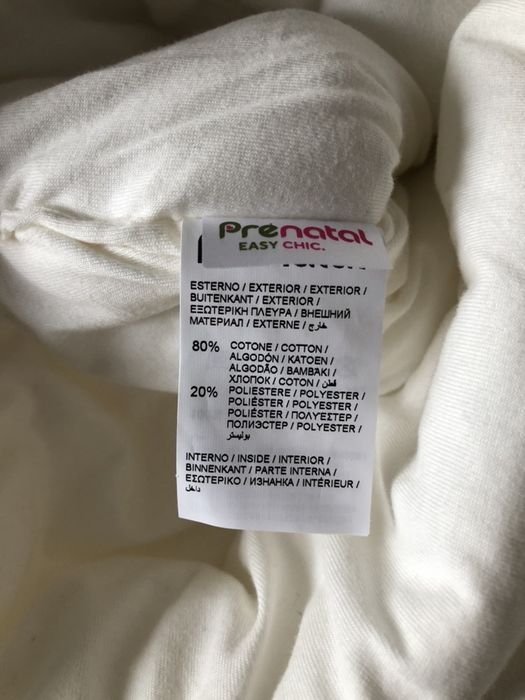 Prénatal
EASY CHIC.
ESTERNO / EXTERIOR / EXTERIOR /
BUITENKANT / EXTERIOR /
ΕΞΩΤΕΡΙΚΗ ΠΛΕΥΡΑ / ВНЕШНИЙ
МАТЕРИАЛ / EXTERNE / خارج
80% COTONE / COTTON /
ALGODÓN / KATOEN /
ALGODÃO / ΒΑΜΒΑΚΙ /
ХЛОПОК / COTON / قطن
20% POLIESTERE / POLYESTER /
POLIÉSTER / POLYESTER /
POLIÉSTER / ΠΟΛΥΕΣΤΕΡ /
ПОЛИЭСТЕР / POLYESTER /
بوليستر
INTERNO / INSIDE / INTERIOR /
BINNENKANT / PARTE INTERNA /
ΕΣΩΤΕΡΙΚΟ / ИЗНАНКА / INTÉRIEUR /
داخل